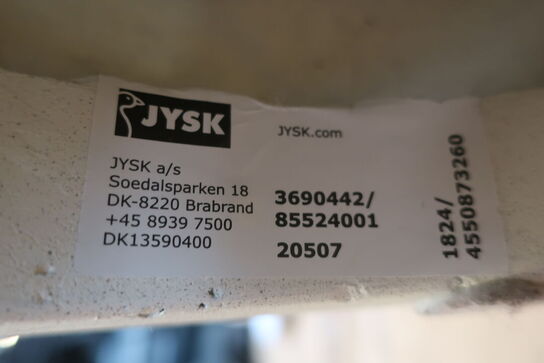 JYSK
JYSK.com
JYSK a/s
Soedalsparken 18
DK-8220 Brabrand
+45 8939 7500
DK13590400
3690442/
85524001
20507
1824/
4550873260